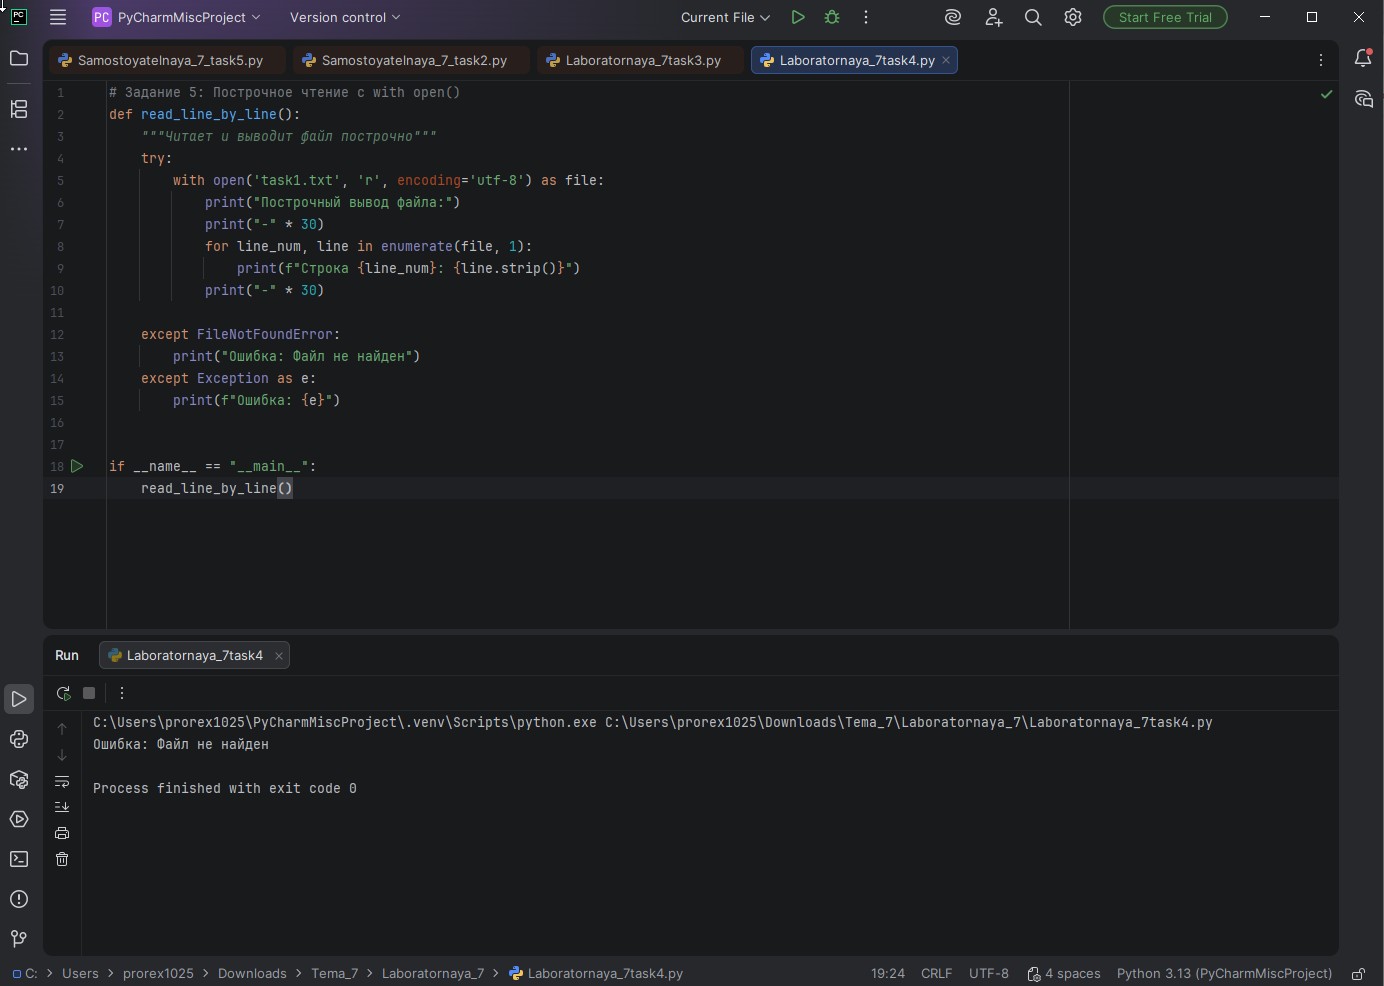 PC PC PyCharmMiscProject Version control Current File Start Free Trial
Samostoyatelnaya_7_task5.py Samostoyatelnaya_7_task2.py Laboratornaya_7task3.py Laboratornaya_7task4.py
1 # Задание 5: Построчное чтение с with open()
2 def read_line_by_line():
3 """Читает и выводит файл построчно"""
4 try:
5 with open('task1.txt', 'r', encoding='utf-8') as file:
6 print("Построчный вывод файла:")
7 print("-" * 30)
8 for line_num, line in enumerate(file, 1):
9 print(f"Строка {line_num}: {line.strip()}")
10 print("-" * 30)
11
12 except FileNotFoundError:
13 print("Ошибка: Файл не найден")
14 except Exception as e:
15 print(f"Ошибка: {e}")
16
17
18 if __name__ == "__main__":
19 read_line_by_line()
Run Laboratornaya_7task4
C:\Users\prorex1025\PyCharmMiscProject\.venv\Scripts\python.exe C:\Users\prorex1025\Downloads\Tema_7\Laboratornaya_7\Laboratornaya_7task4.py
Ошибка: Файл не найден
Process finished with exit code 0
C: > Users > prorex1025 > Downloads > Tema_7 > Laboratornaya_7 > Laboratornaya_7task4.py 19:24 CRLF UTF-8 4 spaces Python 3.13 (PyCharmMiscProject)